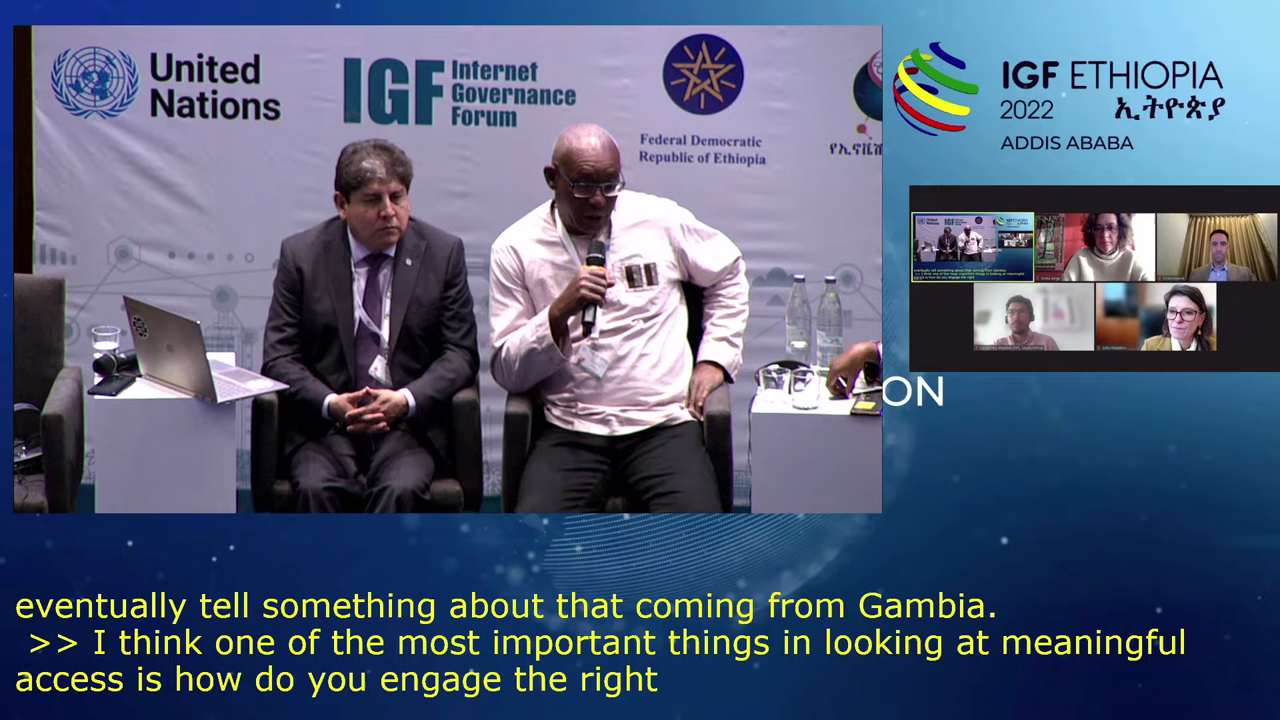 United
Nations
IGF Internet
Governance
Forum
Federal Democratic
Republic of Ethiopia
IGF ETHIOPIA
2022 ኢትዮጵያ
ADDIS ABABA
ON
eventually tell something about that coming from Gambia.
>> I think one of the most important things in looking at meaningful
access is how do you engage the right